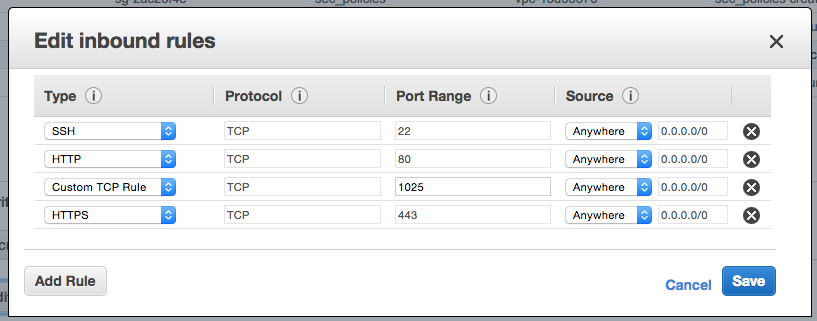 Edit inbound rules
Type Protocol Port Range Source
SSH TCP 22 Anywhere 0.0.0.0/0
HTTP TCP 80 Anywhere 0.0.0.0/0
Custom TCP Rule TCP 1025 Anywhere 0.0.0.0/0
HTTPS TCP 443 Anywhere 0.0.0.0/0
Add Rule Cancel Save